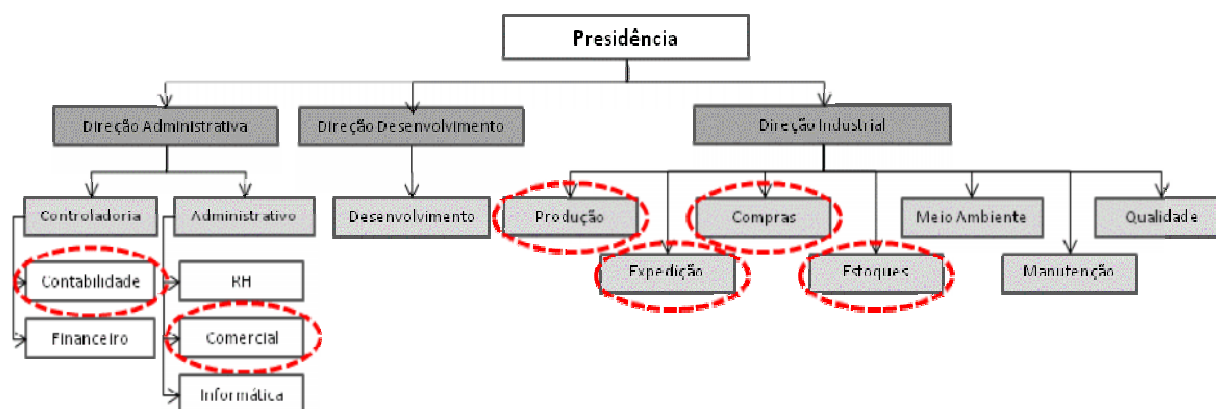 Presidência
Direção Administrativa
Direção Desenvolvimento
Direção Industrial
Controladoria
Administrativo
Desenvolvimento
Produção
Compras
Meio Ambiente
Qualidade
Expedição
Estoques
Manutenção
Contabilidade
RH
Financeiro
Comercial
Informática